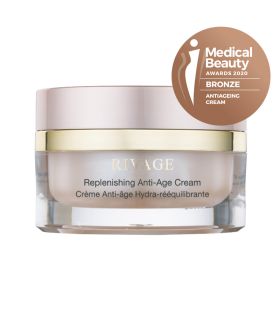 Medical
Beauty
AWARDS 2020
BRONZE
ANTIAGEING
CREAM
RIVAGE
Replenishing Anti-Age Cream
Crème Anti-âge Hydra-rééquilibrante